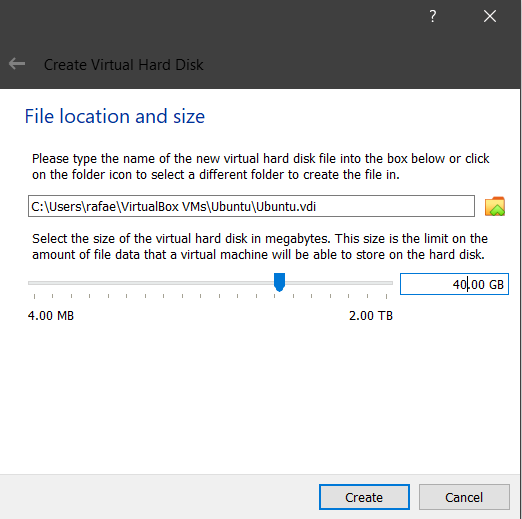 ?
Create Virtual Hard Disk
File location and size
Please type the name of the new virtual hard disk file into the box below or click
on the folder icon to select a different folder to create the file in.
C:\Users\rafae\VirtualBox VMs\Ubuntu\Ubuntu.vdi
Select the size of the virtual hard disk in megabytes. This size is the limit on the
amount of file data that a virtual machine will be able to store on the hard disk.
40.00 GB
4.00 MB 2.00 TB
Create Cancel